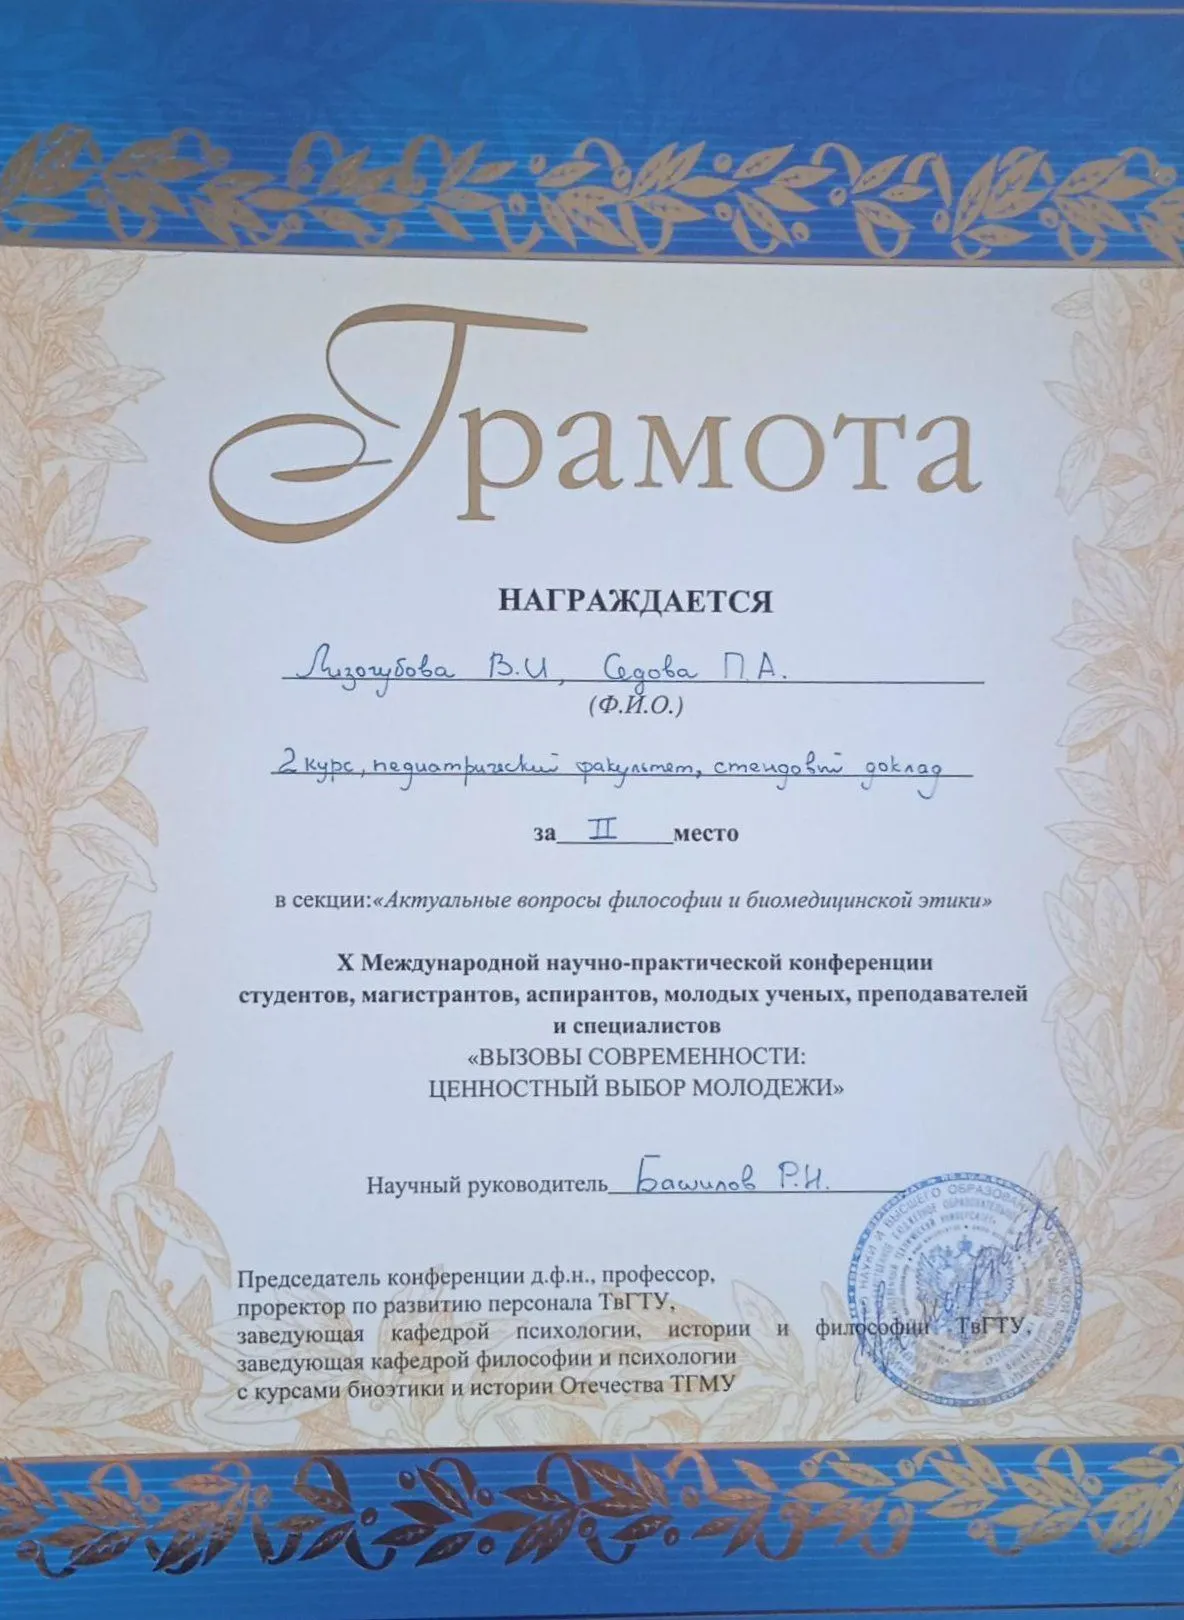 Грамота
НАГРАЖДАЕТСЯ
Лизогубова В.И, Седова П.А.
(Ф.И.О.)
2 курс, педиатрический факультет, стендовый доклад
за II место
в секции:«Актуальные вопросы философии и биомедицинской этики»
X Международной научно-практической конференции
студентов, магистрантов, аспирантов, молодых ученых, преподавателей
и специалистов
«ВЫЗОВЫ СОВРЕМЕННОСТИ:
ЦЕННОСТНЫЙ ВЫБОР МОЛОДЕЖИ»
Научный руководитель Башилов Р.Н.
Председатель конференции д.ф.н., профессор,
проректор по развитию персонала ТвГТУ,
заведующая кафедрой психологии, истории и философии ТвГТУ,
заведующая кафедрой философии и психологии
с курсами биоэтики и истории Отечества ТГМУ
НАУКИ И ВЫСШЕГО ОБРАЗОВАНИЯ